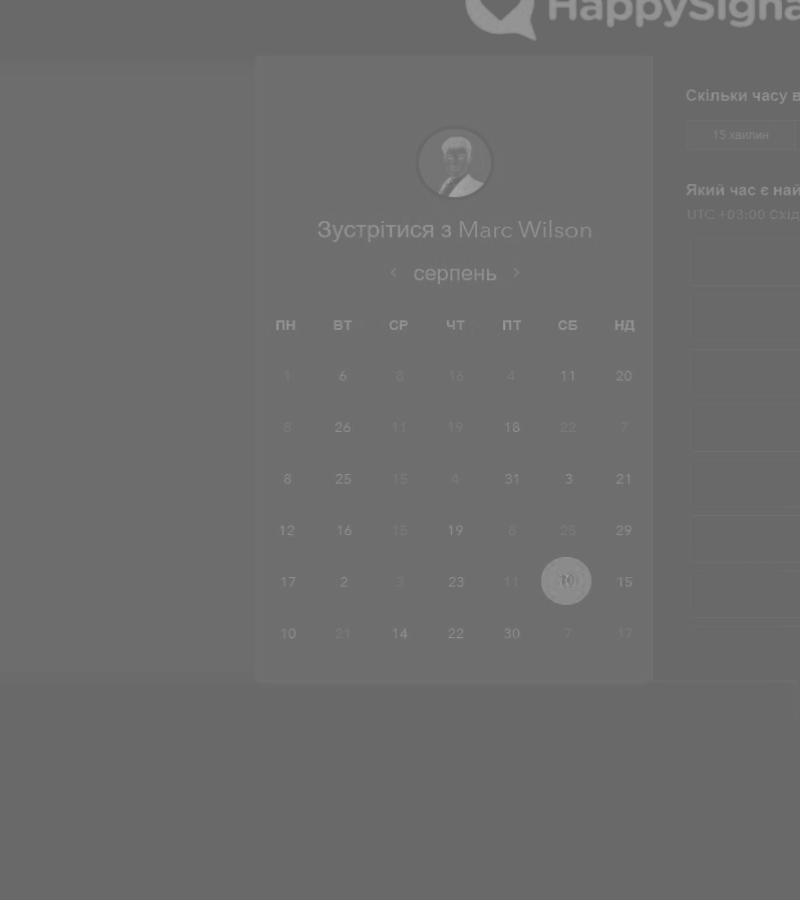 HappySigna
Скільки часу в
15 хвилин
Зустрітися з Marc Wilson
Який час є най
UTC +03:00 Схід
серпень
ПН ВТ СР ЧТ ПТ СБ НД
1 6 8 16 4 11 20
8 26 11 19 18 22 7
8 25 15 4 31 3 21
12 16 15 19 6 25 29
17 2 3 23 11 10 15
10 21 14 22 30 7 17